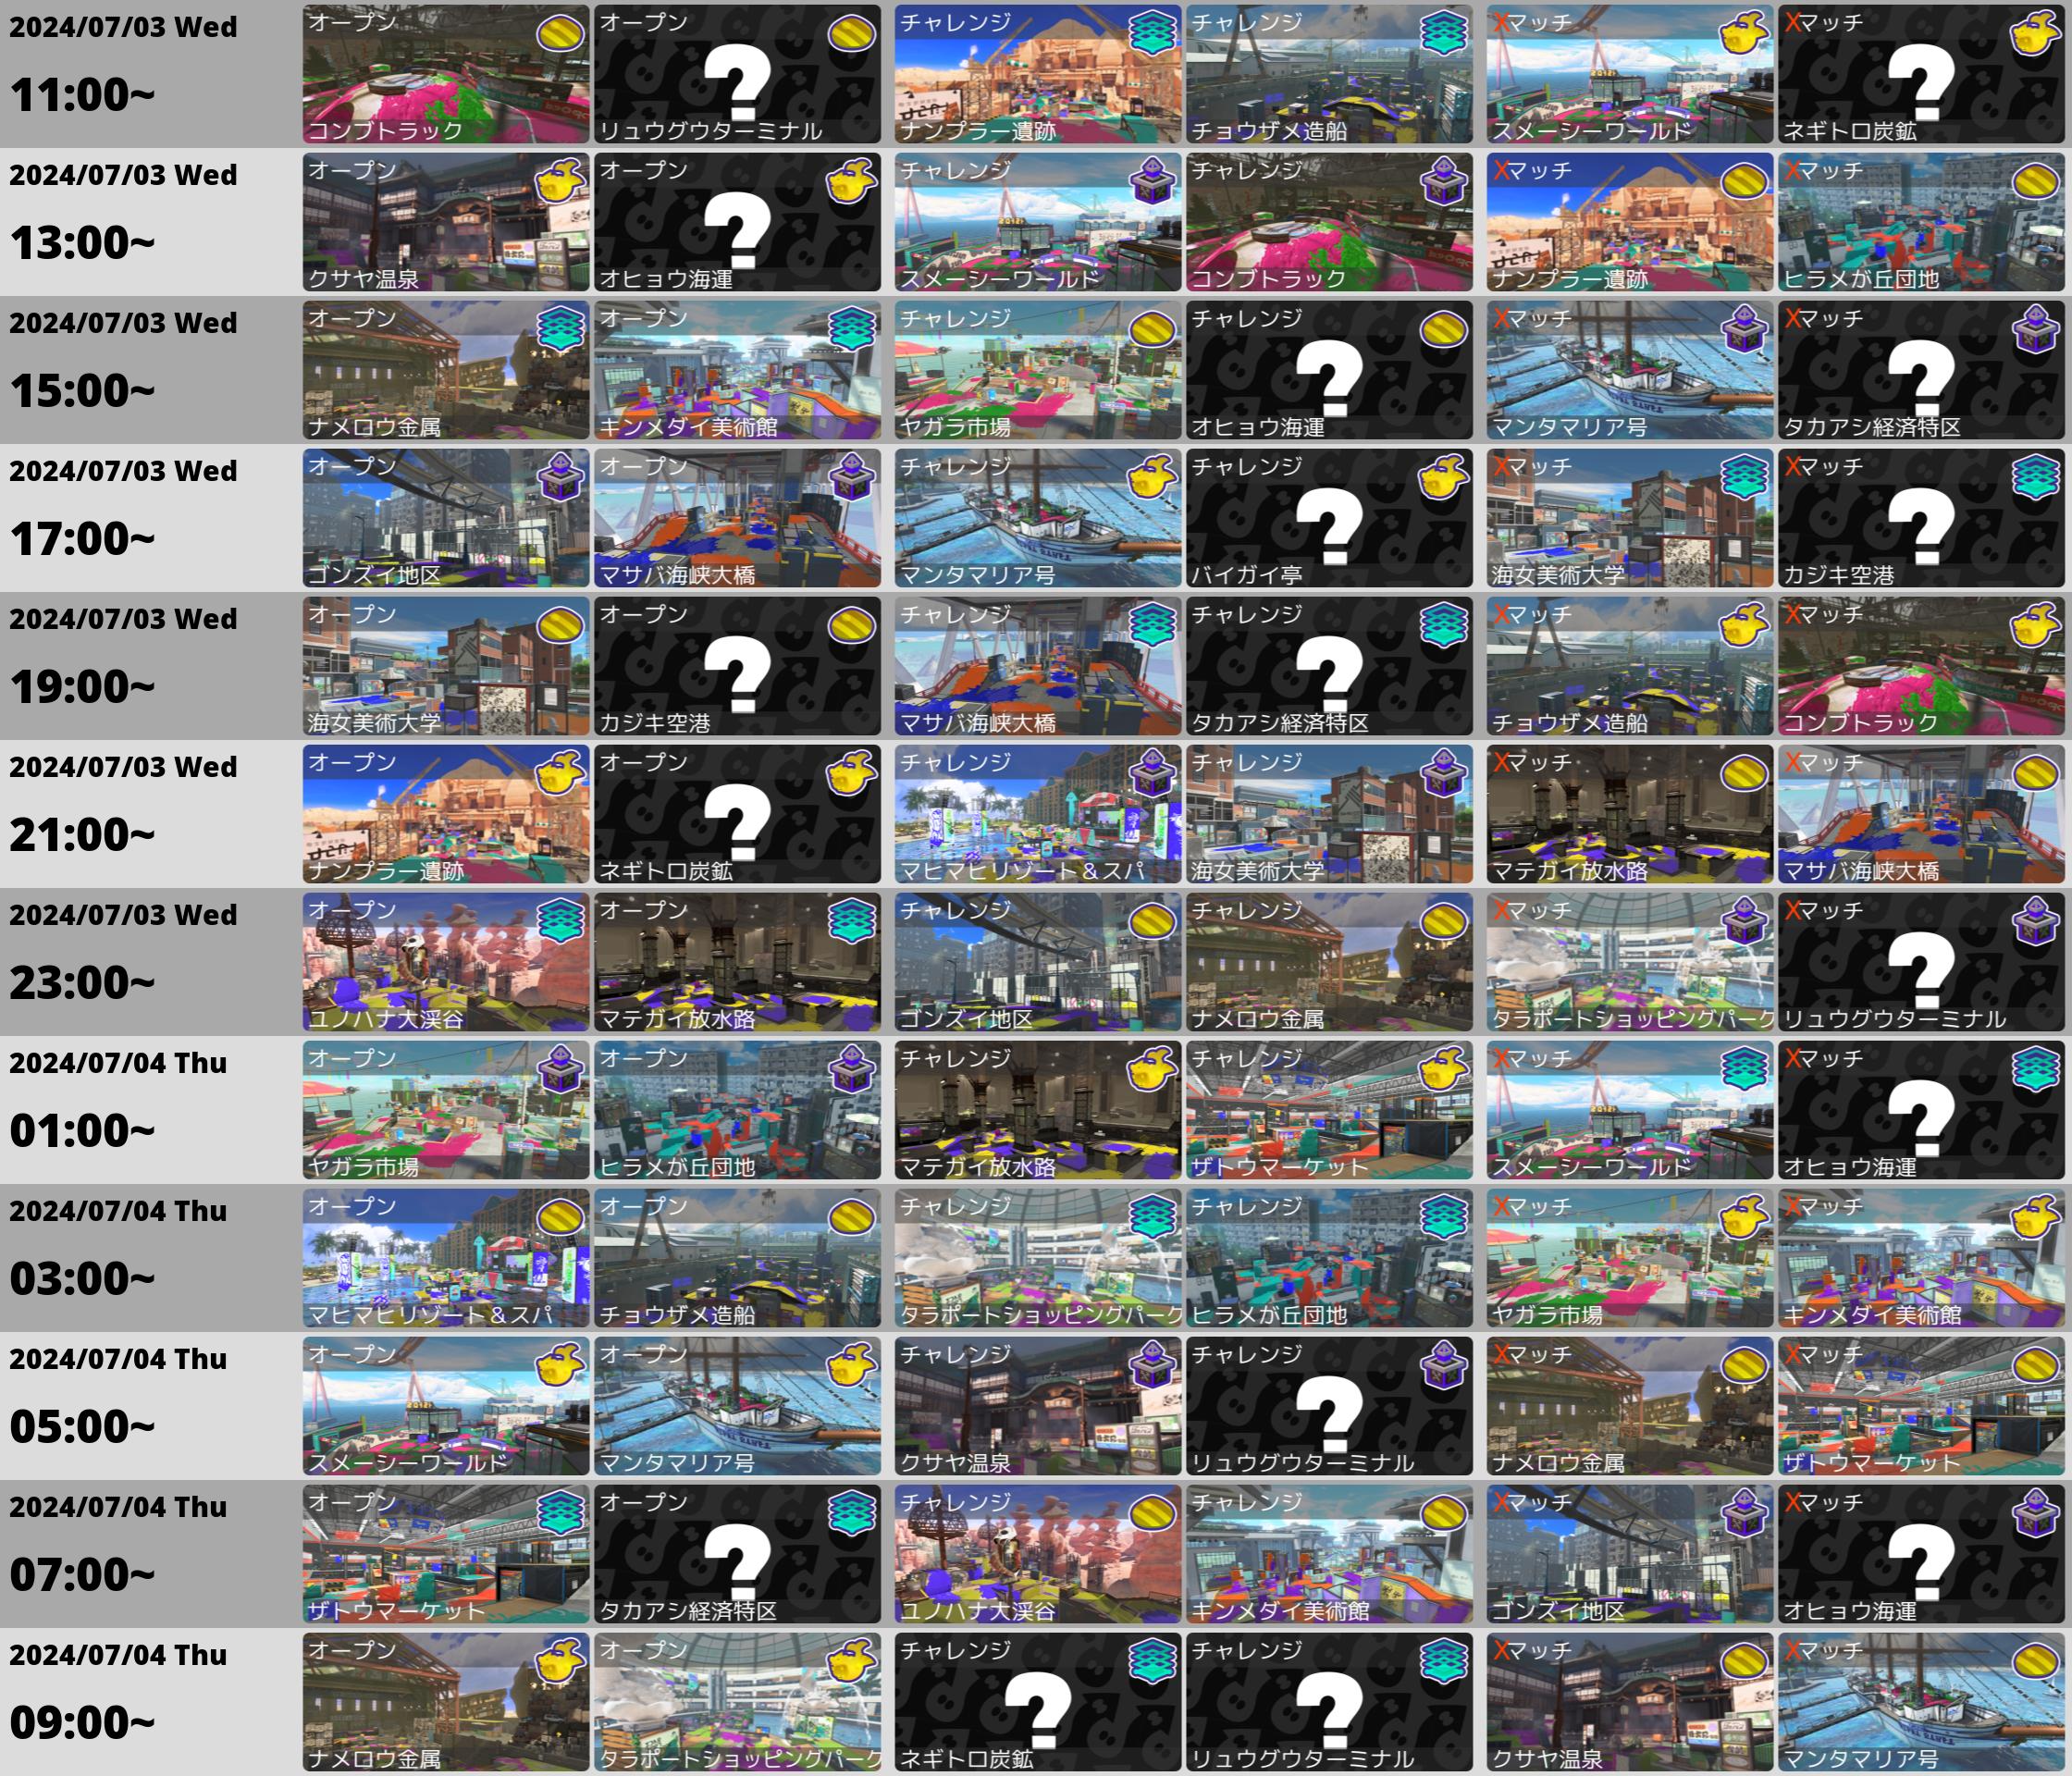 2024/07/03 Wed
11:00~
オープン
コンブトラック
オープン
リュウグウターミナル
チャレンジ
ナンプラー遺跡
チャレンジ
チョウザメ造船
Xマッチ
スメーシーワールド
Xマッチ
ネギトロ炭鉱
2024/07/03 Wed
13:00~
オープン
クサヤ温泉
オープン
オヒョウ海運
チャレンジ
スメーシーワールド
チャレンジ
コンブトラック
Xマッチ
ナンプラー遺跡
Xマッチ
ヒラメが丘団地
2024/07/03 Wed
15:00~
オープン
ナメロウ金属
オープン
キンメダイ美術館
チャレンジ
ヤガラ市場
チャレンジ
オヒョウ海運
Xマッチ
マンタマリア号
Xマッチ
タカアシ経済特区
2024/07/03 Wed
17:00~
オープン
ゴンズイ地区
オープン
マサバ海峡大橋
チャレンジ
マンタマリア号
チャレンジ
バイガイ亭
Xマッチ
海女美術大学
Xマッチ
カジキ空港
2024/07/03 Wed
19:00~
オープン
海女美術大学
オープン
カジキ空港
チャレンジ
マサバ海峡大橋
チャレンジ
タカアシ経済特区
Xマッチ
チョウザメ造船
Xマッチ
コンブトラック
2024/07/03 Wed
21:00~
オープン
ナンプラー遺跡
オープン
ネギトロ炭鉱
チャレンジ
マヒマヒリゾート&スパ
チャレンジ
海女美術大学
Xマッチ
マテガイ放水路
Xマッチ
マサバ海峡大橋
2024/07/03 Wed
23:00~
オープン
ユノハナ大渓谷
オープン
マテガイ放水路
チャレンジ
ゴンズイ地区
チャレンジ
ナメロウ金属
Xマッチ
タラポートショッピングパーク
Xマッチ
リュウグウターミナル
2024/07/04 Thu
01:00~
オープン
ヤガラ市場
オープン
ヒラメが丘団地
チャレンジ
マテガイ放水路
チャレンジ
ザトウマーケット
Xマッチ
スメーシーワールド
Xマッチ
オヒョウ海運
2024/07/04 Thu
03:00~
オープン
マヒマヒリゾート&スパ
オープン
チョウザメ造船
チャレンジ
タラポートショッピングパーク
チャレンジ
ヒラメが丘団地
Xマッチ
ヤガラ市場
Xマッチ
キンメダイ美術館
2024/07/04 Thu
05:00~
オープン
スメーシーワールド
オープン
マンタマリア号
チャレンジ
クサヤ温泉
チャレンジ
リュウグウターミナル
Xマッチ
ナメロウ金属
Xマッチ
ザトウマーケット
2024/07/04 Thu
07:00~
オープン
ザトウマーケット
オープン
タカアシ経済特区
チャレンジ
ユノハナ大渓谷
チャレンジ
キンメダイ美術館
Xマッチ
ゴンズイ地区
Xマッチ
オヒョウ海運
2024/07/04 Thu
09:00~
オープン
ナメロウ金属
オープン
タラポートショッピングパーク
チャレンジ
ネギトロ炭鉱
チャレンジ
リュウグウターミナル
Xマッチ
クサヤ温泉
Xマッチ
マンタマリア号